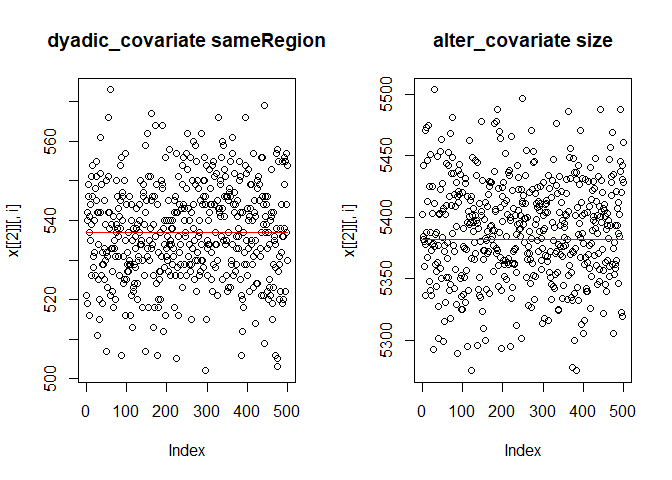 dyadic_covariate sameRegion
x[[2]][, i]
560
540
520
500
0 100 200 300 400 500
Index
alter_covariate size
x[[2]][, i]
5500
5450
5400
5350
5300
0 100 200 300 400 500
Index